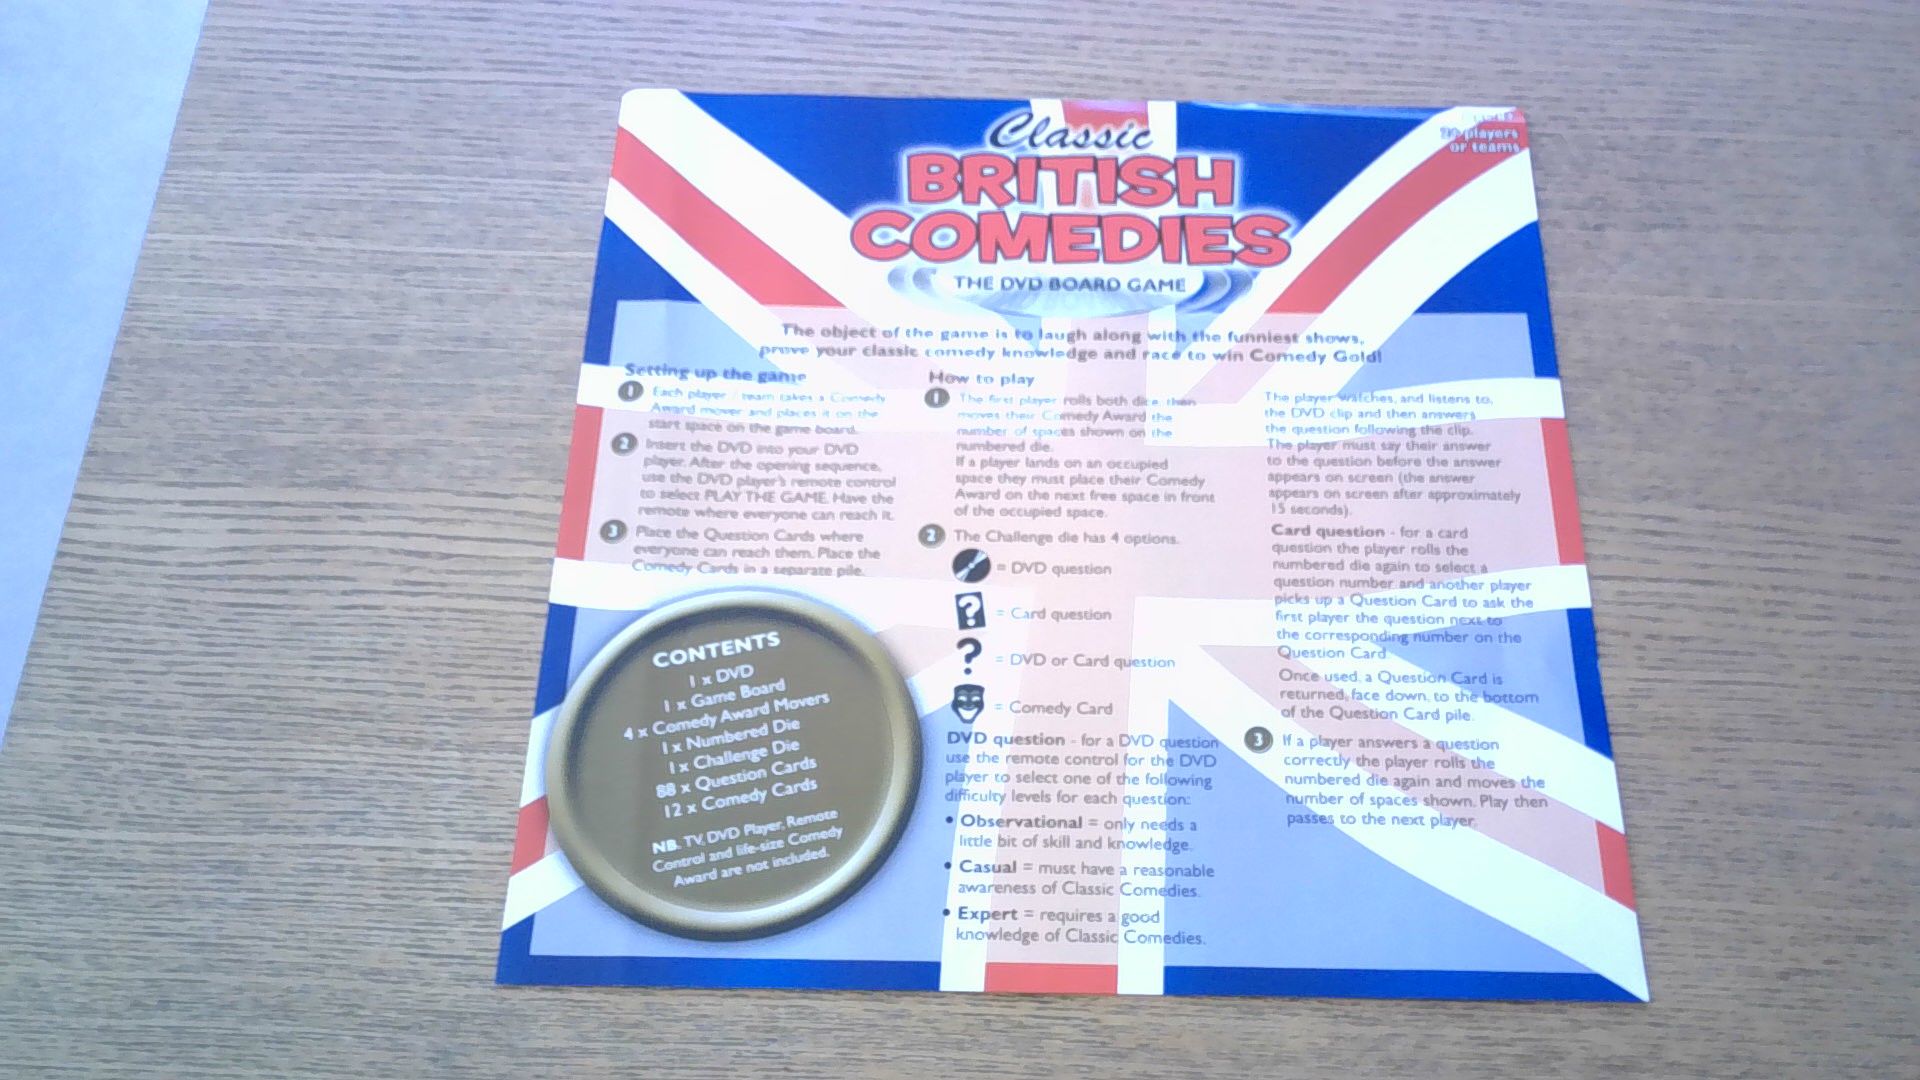 Classic
BRITISH
COMEDIES
THE DVD BOARD GAME
players
or teams
The object of the game is to laugh along with the funniest shows,
prove your classic comedy knowledge and race to win Comedy Gold!
Setting up the game
1 Each player / team takes a Comedy
Award mover and places it on the
start space on the game board.
2 Insert the DVD into your DVD
player. After the opening sequence,
use the DVD player's remote control
to select PLAY THE GAME. Have the
remote where everyone can reach it.
3 Place the Question Cards where
everyone can reach them. Place the
Comedy Cards in a separate pile.
CONTENTS
1 x DVD
1 x Game Board
4 x Comedy Award Movers
1 x Numbered Die
1 x Challenge Die
88 x Question Cards
12 x Comedy Cards
NB. TV, DVD Player, Remote
Control and life-size Comedy
Award are not included.
How to play
1 The first player rolls both dice, then
moves their Comedy Award the
number of spaces shown on the
numbered die.
If a player lands on an occupied
space they must place their Comedy
Award on the next free space in front
of the occupied space.
2 The Challenge die has 4 options.
= DVD question
? = Card question
? = DVD or Card question
= Comedy Card
DVD question - for a DVD question
use the remote control for the DVD
player to select one of the following
difficulty levels for each question:
• Observational = only needs a
little bit of skill and knowledge.
• Casual = must have a reasonable
awareness of Classic Comedies.
• Expert = requires a good
knowledge of Classic Comedies.
The player watches, and listens to,
the DVD clip and then answers
the question following the clip.
The player must say their answer
to the question before the answer
appears on screen (the answer
appears on screen after approximately
15 seconds).
Card question - for a card
question the player rolls the
numbered die again to select a
question number and another player
picks up a Question Card to ask the
first player the question next to
the corresponding number on the
Question Card
Once used, a Question Card is
returned, face down, to the bottom
of the Question Card pile.
3 If a player answers a question
correctly the player rolls the
numbered die again and moves the
number of spaces shown. Play then
passes to the next player.